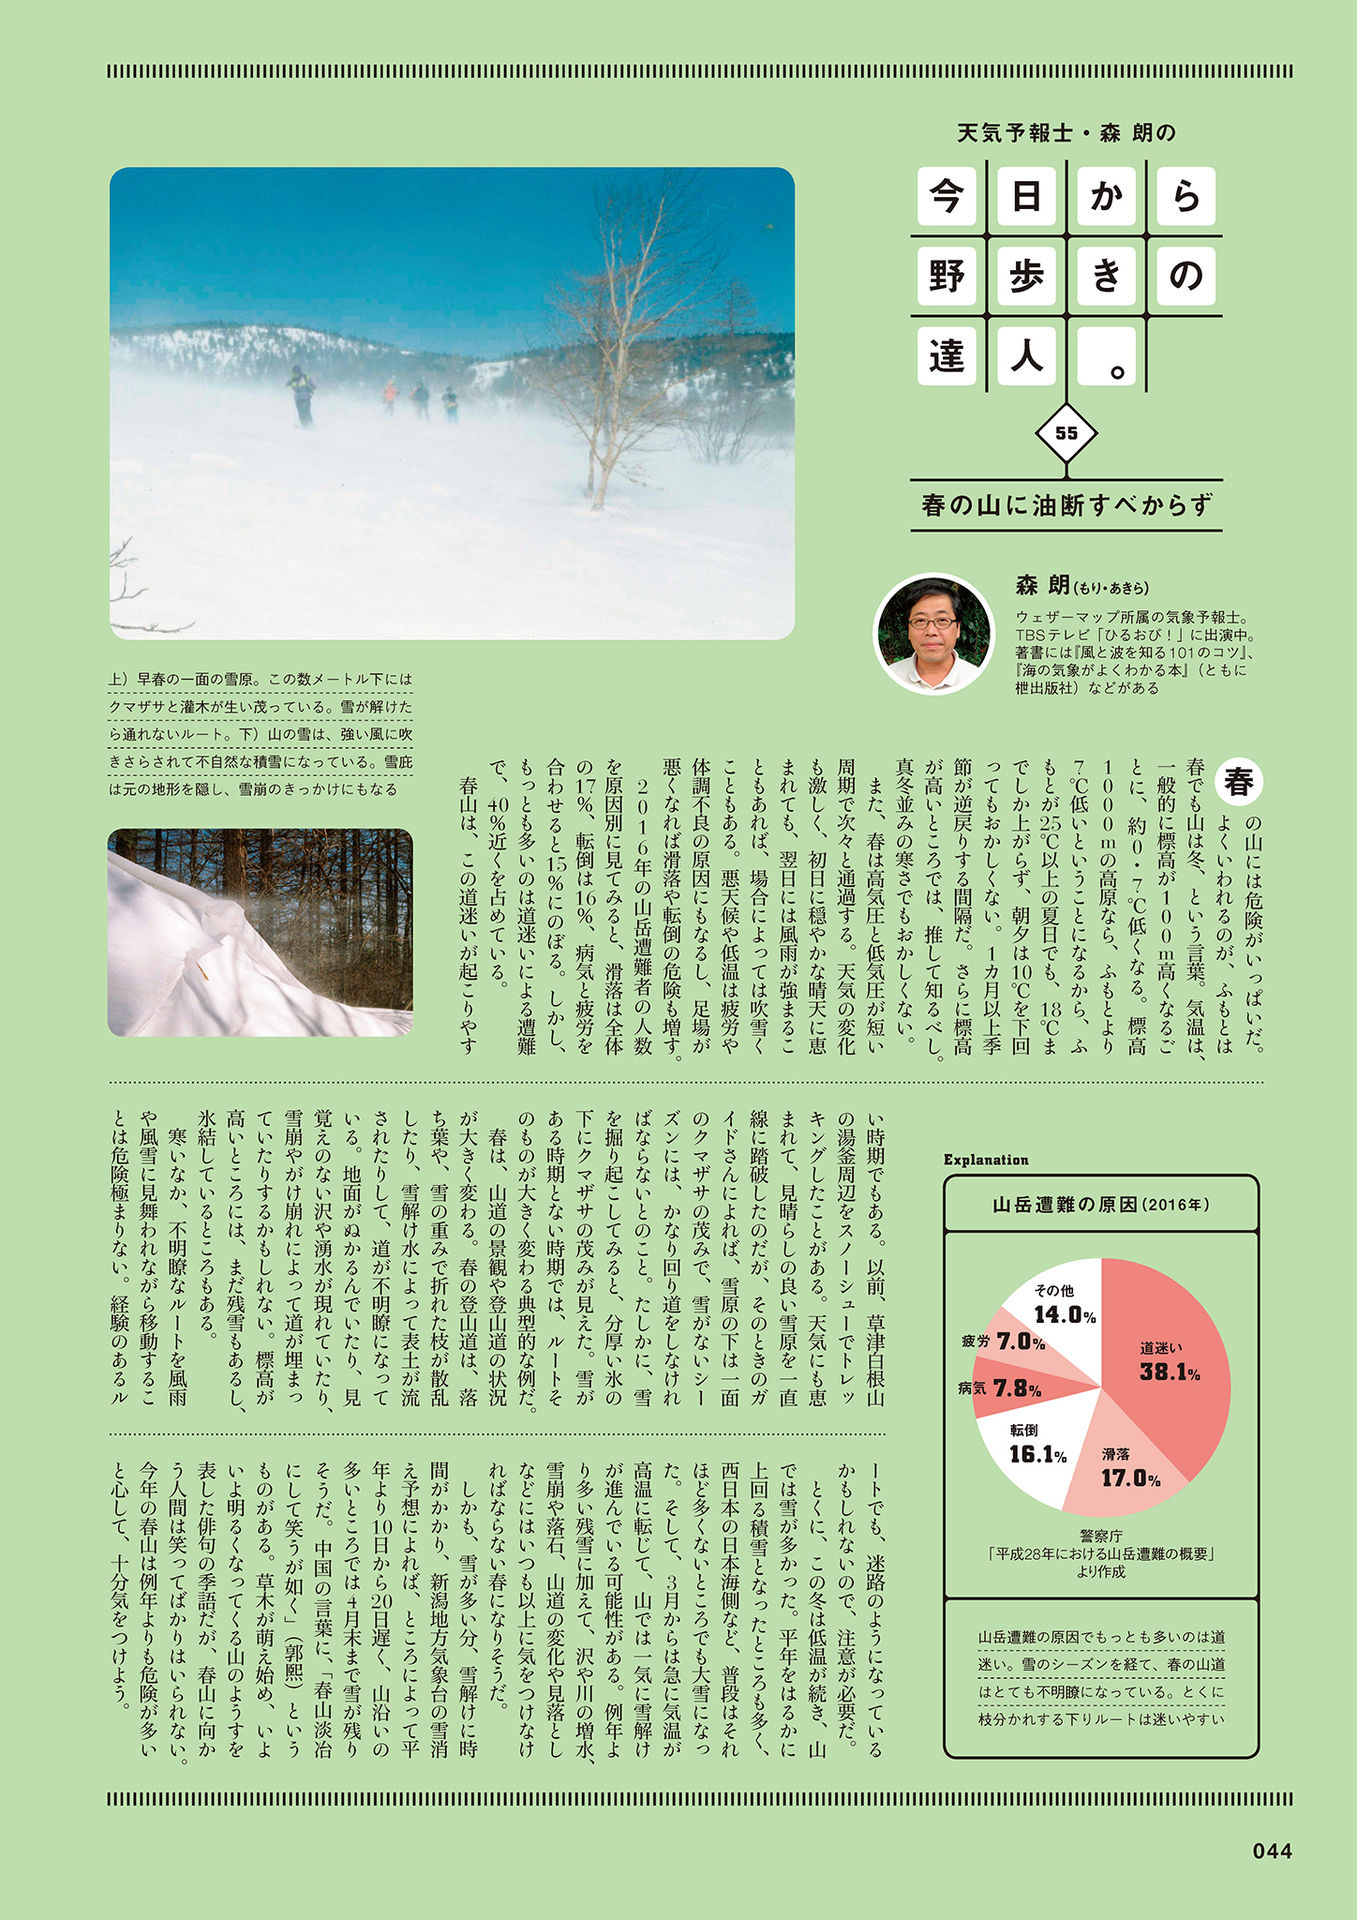 天気予報士・森 朗の
今日から
野歩きの
達人。
55
春の山に油断すべからず
森 朗(もり・あきら)
ウェザーマップ所属の気象予報士。
TBSテレビ「ひるおび！」に出演中。
著書には『風と波を知る101のコツ』、
『海の気象がよくわかる本』（ともに
枻出版社）などがある
上）早春の一面の雪原。この数メートル下には
クマザサと灌木が生い茂っている。雪が解けた
ら通れないルート。下）山の雪は、強い風に吹
きさらされて不自然な積雪になっている。雪庇
は元の地形を隠し、雪崩のきっかけにもなる
春の山には危険がいっぱいだ。
よくいわれるのが、ふもとは
春でも山は冬、という言葉。気温は、
一般的に標高が100m高くなるご
とに、約0・7℃低くなる。標高
1000mの高原なら、ふもとより
7℃低いということになるから、ふ
もとが25℃以上の夏日でも、18℃ま
でしか上がらず、朝夕は10℃を下回
ってもおかしくない。1カ月以上季
節が逆戻りする間隔だ。さらに標高
が高いところでは、推して知るべし。
真冬並みの寒さでもおかしくない。
また、春は高気圧と低気圧が短い
周期で次々と通過する。天気の変化
も激しく、初日に穏やかな晴天に恵
まれても、翌日には風雨が強まるこ
ともあれば、場合によっては吹雪く
こともある。悪天候や低温は疲労や
体調不良の原因にもなるし、足場が
悪くなれば滑落や転倒の危険も増す。
2016年の山岳遭難者の人数
を原因別に見てみると、滑落は全体
の17％、転倒は16％、病気と疲労を
合わせると15％にのぼる。しかし、
もっとも多いのは道迷いによる遭難
で、40％近くを占めている。
春山は、この道迷いが起こりやす
い時期でもある。以前、草津白根山
の湯釜周辺をスノーシューでトレッ
キングしたことがある。天気にも恵
まれて、見晴らしの良い雪原を一直
線に踏破したのだが、そのときのガ
イドさんによれば、雪原の下は一面
のクマザサの茂みで、雪がないシー
ズンには、かなり回り道をしなけれ
ばならないとのこと。たしかに、雪
を掘り起こしてみると、分厚い氷の
下にクマザサの茂みが見えた。雪が
ある時期とない時期では、ルートそ
のものが大きく変わる典型的な例だ。
春は、山道の景観や登山道の状況
が大きく変わる。春の登山道は、落
ち葉や、雪の重みで折れた枝が散乱
したり、雪解け水によって表土が流
されたりして、道が不明瞭になって
いる。地面がぬかるんでいたり、見
覚えのない沢や湧水が現れていたり、
雪崩やがけ崩れによって道が埋まっ
ていたりするかもしれない。標高が
高いところには、まだ残雪もあるし、
氷結しているところもある。
寒いなか、不明瞭なルートを風雨
や風雪に見舞われながら移動するこ
とは危険極まりない。経験のあるル
ートでも、迷路のようになっている
かもしれないので、注意が必要だ。
とくに、この冬は低温が続き、山
では雪が多かった。平年をはるかに
上回る積雪となったところも多く、
西日本の日本海側など、普段はそれ
ほど多くないところでも大雪になっ
た。そして、3月からは急に気温が
高温に転じて、山では一気に雪解け
が進んでいる可能性がある。例年よ
り多い残雪に加えて、沢や川の増水、
雪崩や落石、山道の変化や見落とし
などにはいつも以上に気をつけなけ
ればならない春になりそうだ。
しかも、雪が多い分、雪解けに時
間がかかり、新潟地方気象台の雪消
え予想によれば、ところによって平
年より10日から20日遅く、山沿いの
多いところでは4月末まで雪が残り
そうだ。中国の言葉に、「春山淡冶
にして笑うが如く」（郭煕）という
ものがある。草木が萌え始め、いよ
いよ明るくなってくる山のようすを
表した俳句の季語だが、春山に向か
う人間は笑ってばかりはいられない。
今年の春山は例年よりも危険が多い
と心して、十分気をつけよう。
Explanation
山岳遭難の原因(2016年)
道迷い
38.1%
滑落
17.0%
転倒
16.1%
病気 7.8%
疲労 7.0%
その他
14.0%
警察庁
「平成28年における山岳遭難の概要」
より作成
山岳遭難の原因でもっとも多いのは道
迷い。雪のシーズンを経て、春の山道
はとても不明瞭になっている。とくに
枝分かれする下りルートは迷いやすい
044